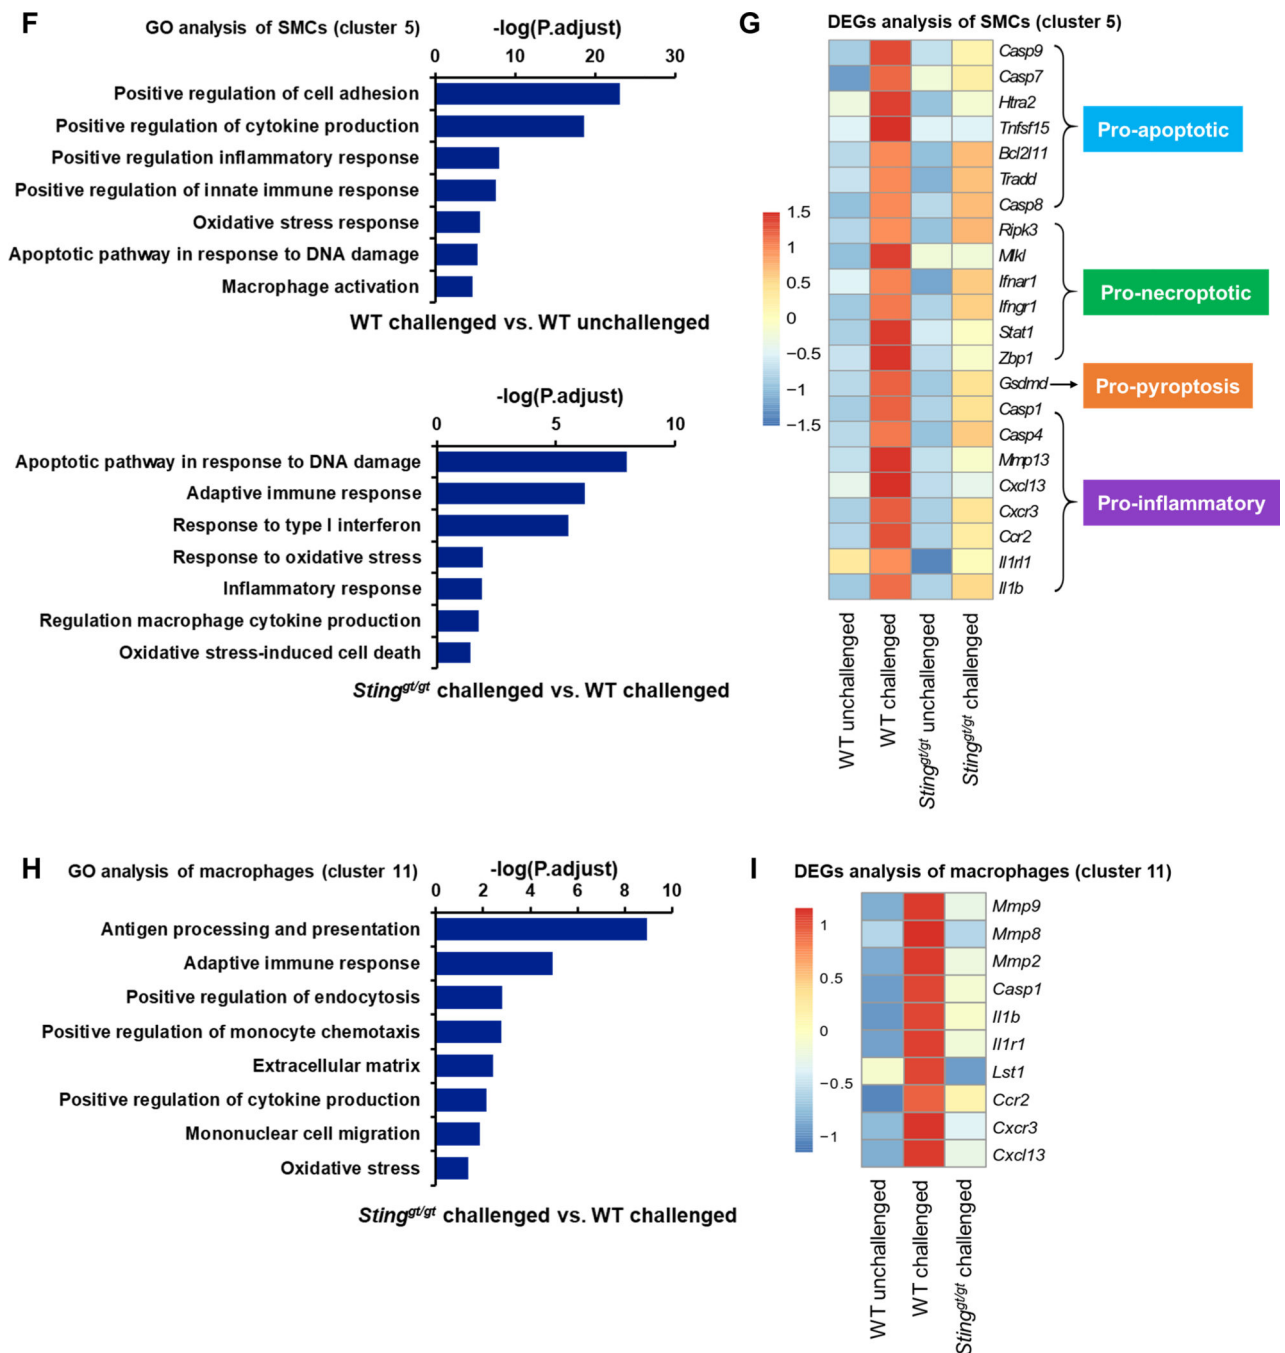 F
GO analysis of SMCs (cluster 5)
-log(P.adjust)
0 10 20 30
Positive regulation of cell adhesion
Positive regulation of cytokine production
Positive regulation inflammatory response
Positive regulation of innate immune response
Oxidative stress response
Apoptotic pathway in response to DNA damage
Macrophage activation
WT challenged vs. WT unchallenged
-log(P.adjust)
0 5 10
Apoptotic pathway in response to DNA damage
Adaptive immune response
Response to type I interferon
Response to oxidative stress
Inflammatory response
Regulation macrophage cytokine production
Oxidative stress-induced cell death
Sting^gt/gt challenged vs. WT challenged
G
DEGs analysis of SMCs (cluster 5)
1.5
1
0.5
0
−0.5
−1
−1.5
Casp9
Casp7
Htra2
Tnfsf15
Bcl2l11
Tradd
Casp8
Ripk3
Mlkl
Ifnar1
Ifngr1
Stat1
Zbp1
Gsdmd
Casp1
Casp4
Mmp13
Cxcl13
Cxcr3
Ccr2
Il1rl1
Il1b
Pro-apoptotic
Pro-necroptotic
Pro-pyroptosis
Pro-inflammatory
WT unchallenged
WT challenged
Sting^gt/gt unchallenged
Sting^gt/gt challenged
H
GO analysis of macrophages (cluster 11)
-log(P.adjust)
0 2 4 6 8 10
Antigen processing and presentation
Adaptive immune response
Positive regulation of endocytosis
Positive regulation of monocyte chemotaxis
Extracellular matrix
Positive regulation of cytokine production
Mononuclear cell migration
Oxidative stress
Sting^gt/gt challenged vs. WT challenged
I
DEGs analysis of macrophages (cluster 11)
1
0.5
0
−0.5
−1
Mmp9
Mmp8
Mmp2
Casp1
Il1b
Il1r1
Lst1
Ccr2
Cxcr3
Cxcl13
WT unchallenged
WT challenged
Sting^gt/gt challenged